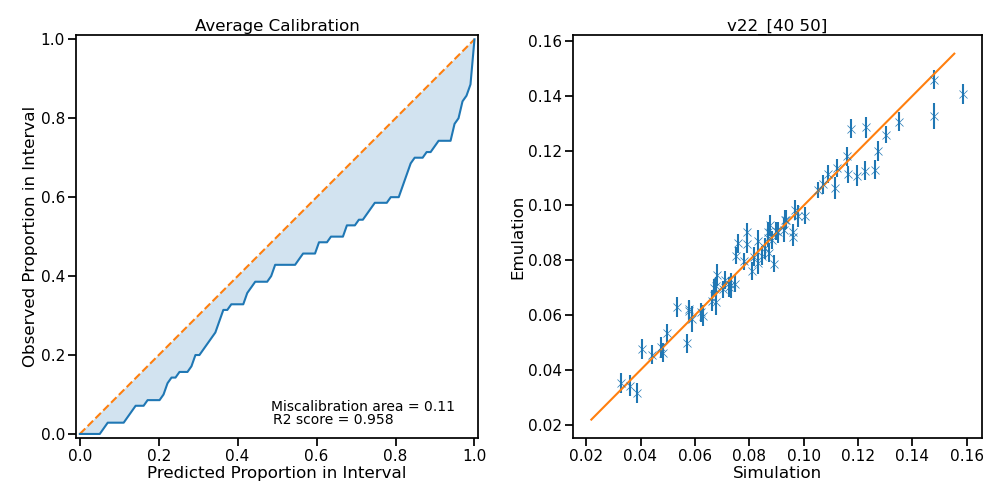 Average Calibration
1.0
0.8
0.6
0.4
0.2
0.0
Observed Proportion in Interval
Miscalibration area = 0.11
R2 score = 0.958
0.0 0.2 0.4 0.6 0.8 1.0
Predicted Proportion in Interval
v22 [40 50]
0.16
0.14
0.12
0.10
0.08
0.06
0.04
0.02
Emulation
0.02 0.04 0.06 0.08 0.10 0.12 0.14 0.16
Simulation